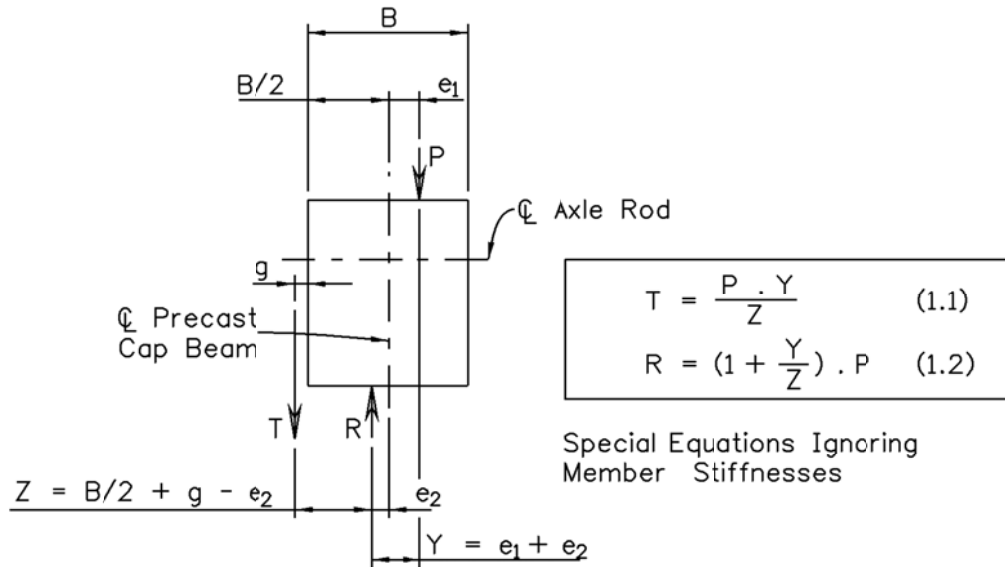 B
B/2
e₁
P
℄ Axle Rod
g
℄ Precast
Cap Beam
T = P . Y / Z (1.1)
R = (1 + Y/Z) . P (1.2)
T
R
Special Equations Ignoring
Member Stiffnesses
Z = B/2 + g - e₂
e₂
Y = e₁ + e₂